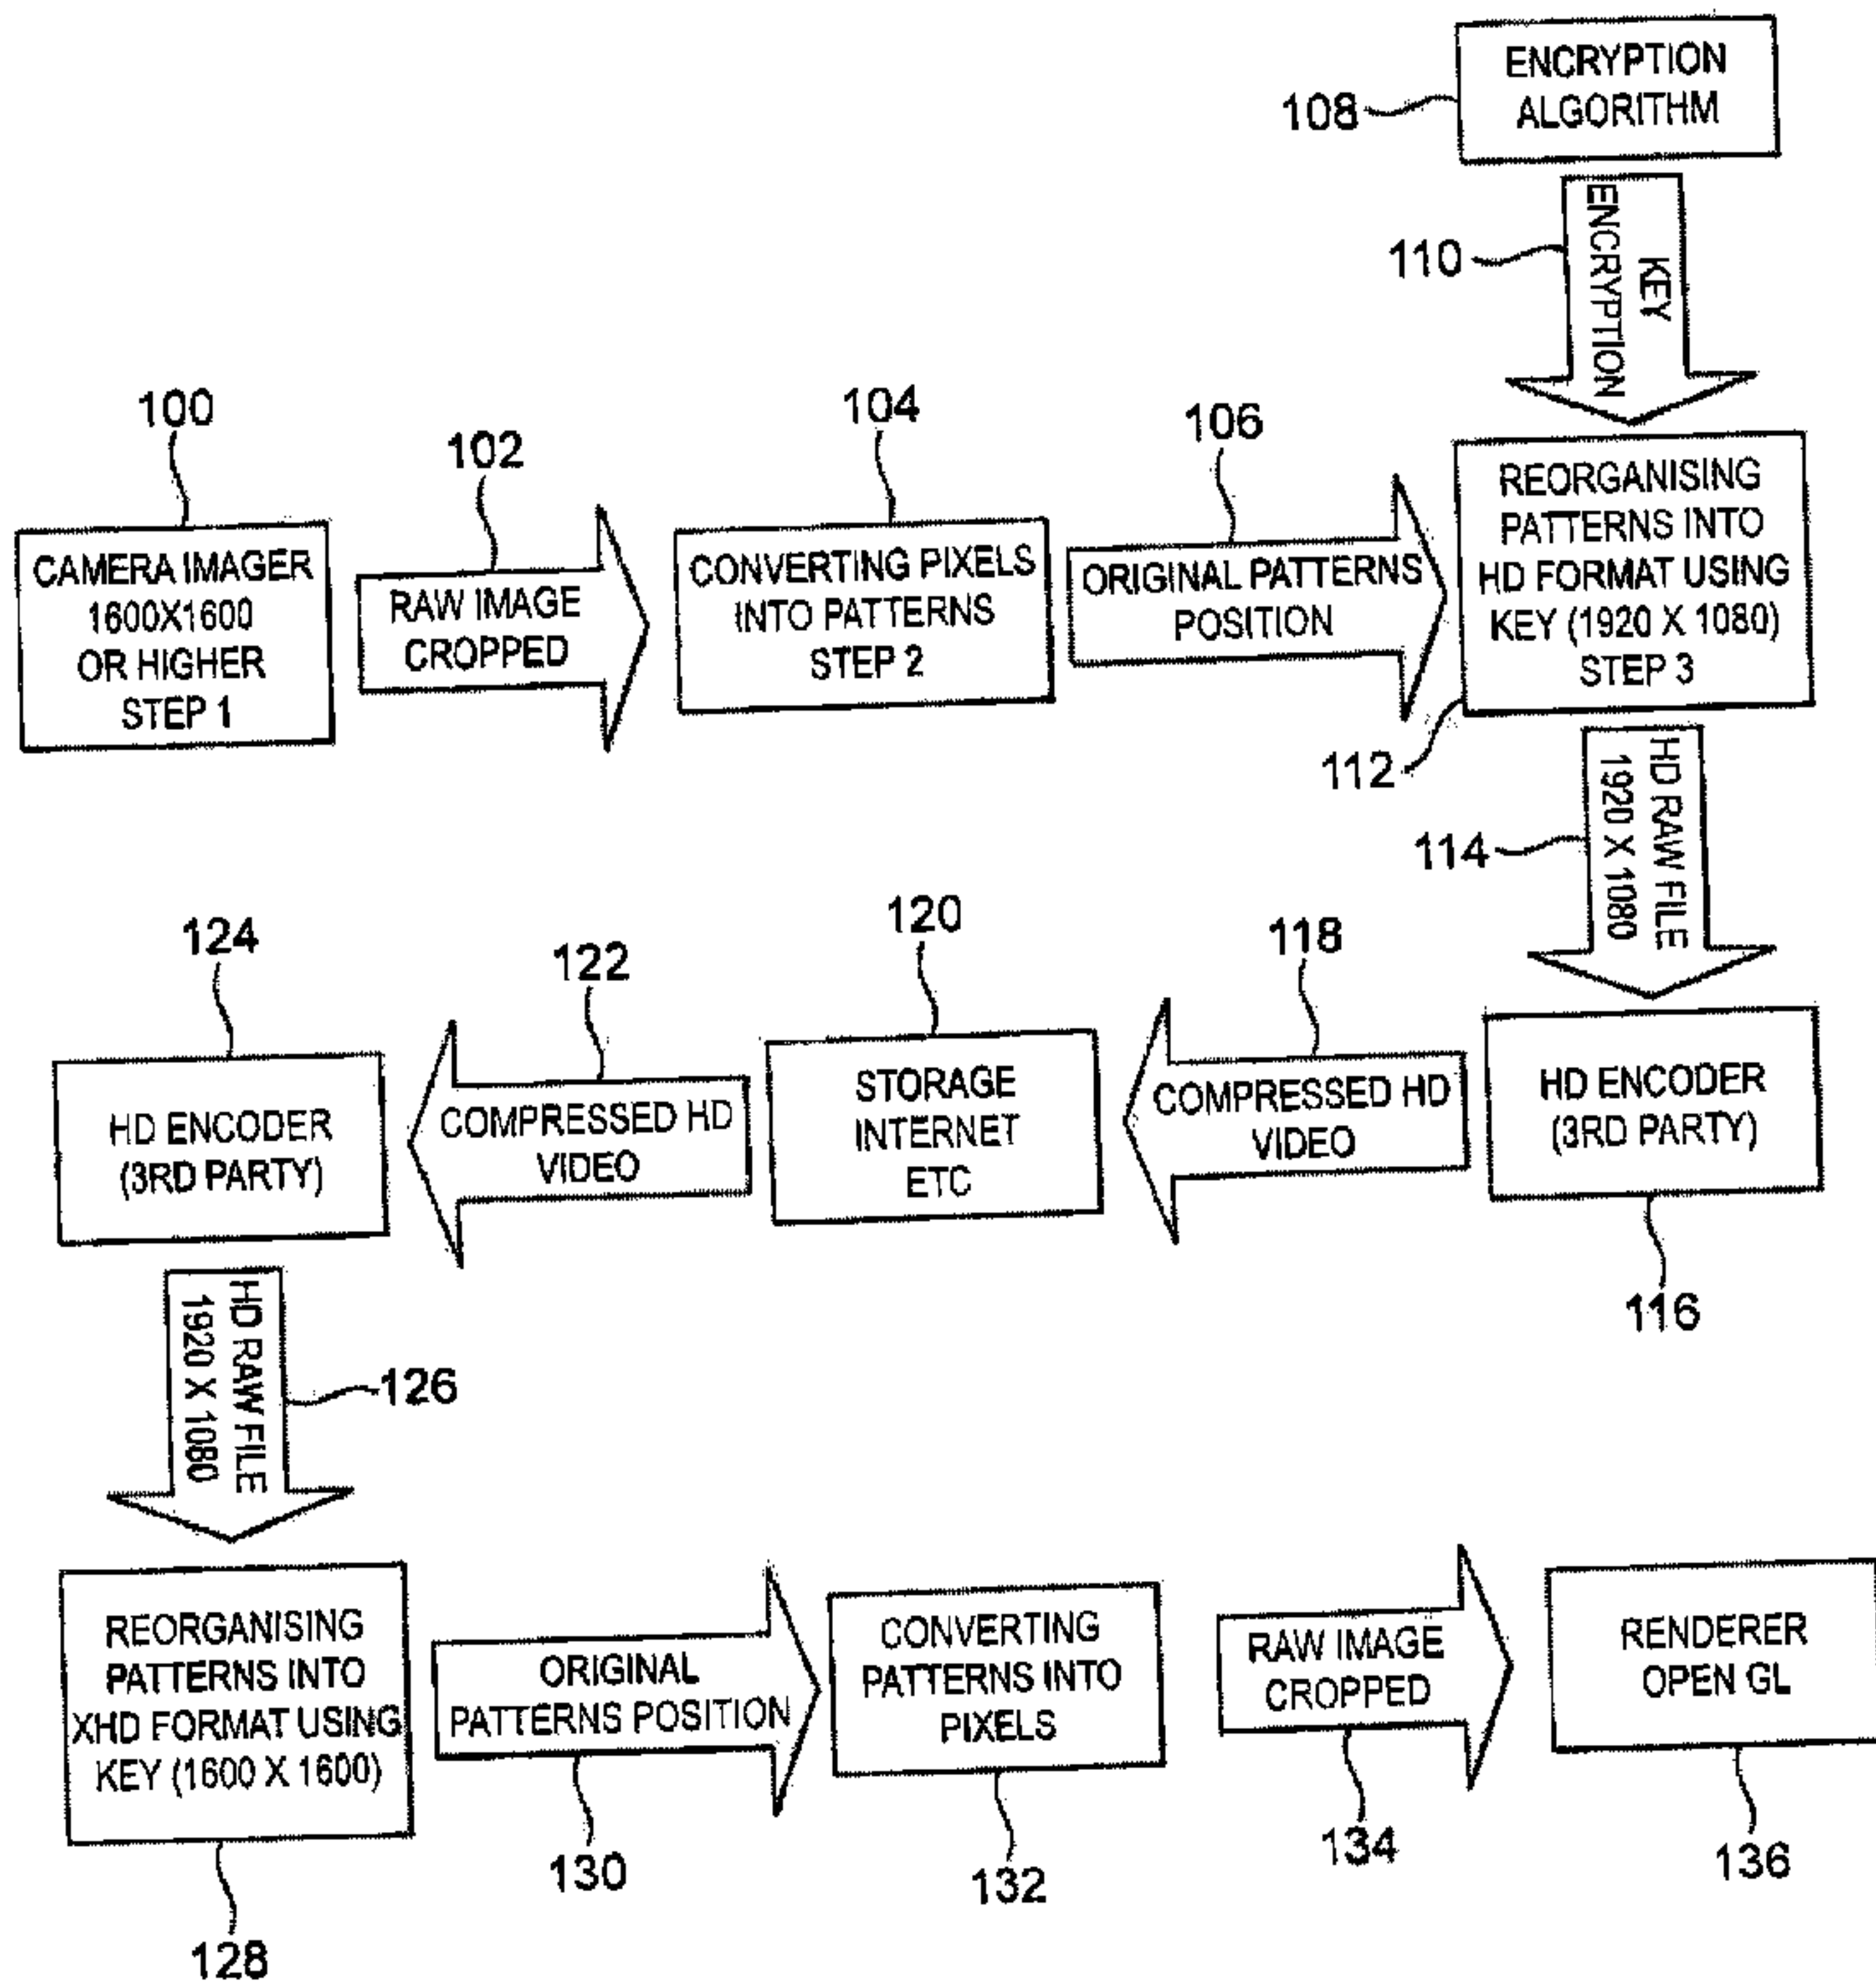 ENCRYPTION
ALGORITHM
108
110
ENCRYPTION
KEY
100
102
104
106
CAMERA IMAGER
1600X1600
OR HIGHER
STEP 1
RAW IMAGE
CROPPED
CONVERTING PIXELS
INTO PATTERNS
STEP 2
ORIGINAL PATTERNS
POSITION
REORGANISING
PATTERNS INTO
HD FORMAT USING
KEY (1920 X 1080)
STEP 3
112
HD RAW FILE
1920 X 1080
114
124
122
120
118
HD ENCODER
(3RD PARTY)
COMPRESSED HD
VIDEO
STORAGE
INTERNET
ETC
COMPRESSED HD
VIDEO
HD ENCODER
(3RD PARTY)
116
HD RAW FILE
1920 X 1080
126
REORGANISING
PATTERNS INTO
XHD FORMAT USING
KEY (1600 X 1600)
ORIGINAL
PATTERNS POSITION
CONVERTING
PATTERNS INTO
PIXELS
RAW IMAGE
CROPPED
RENDERER
OPEN GL
128
130
132
134
136